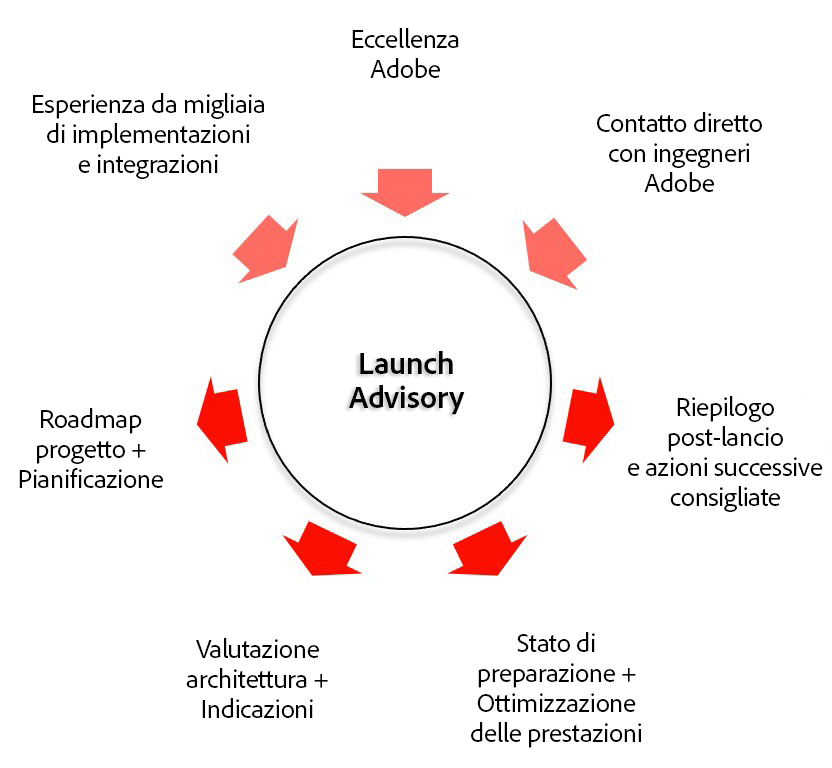 Eccellenza
Adobe
Esperienza da migliaia
di implementazioni
e integrazioni
Contatto diretto
con ingegneri
Adobe
Launch
Advisory
Roadmap
progetto +
Pianificazione
Riepilogo
post-lancio
e azioni successive
consigliate
Valutazione
architettura +
Indicazioni
Stato di
preparazione +
Ottimizzazione
delle prestazioni